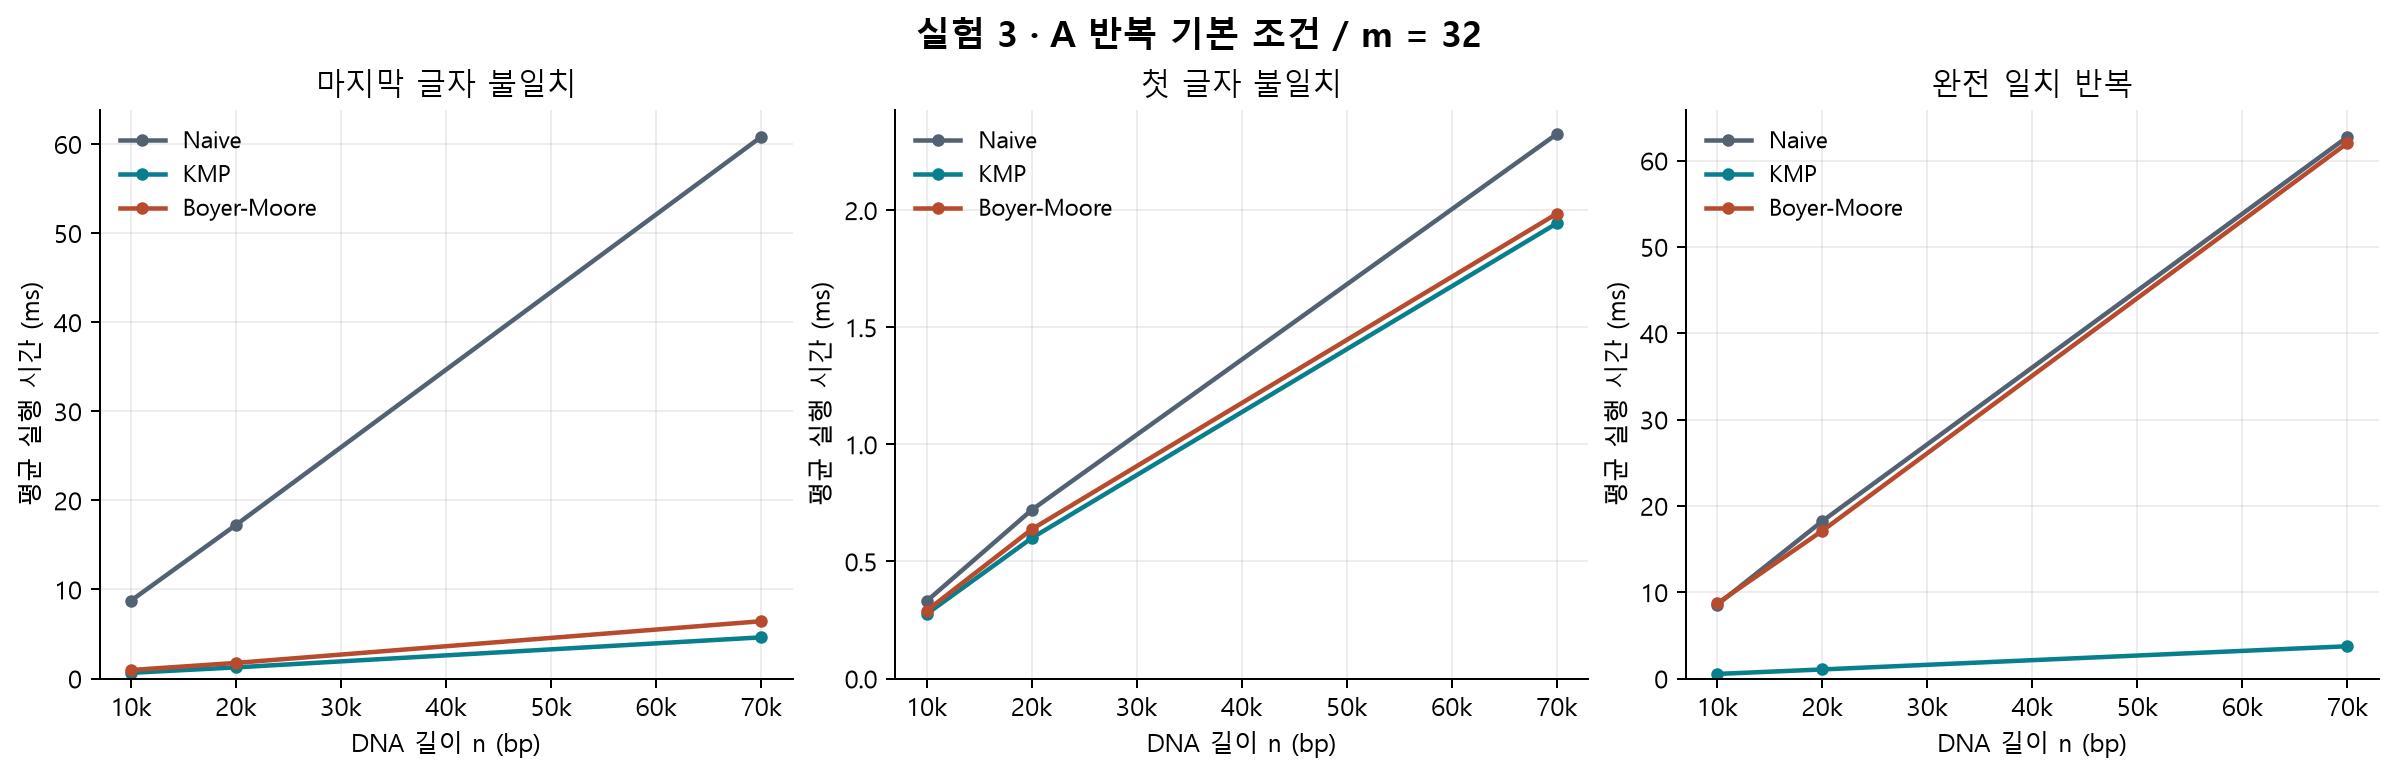 실험 3 · A 반복 기본 조건 / m = 32
마지막 글자 불일치
Naive
KMP
Boyer-Moore
60
50
40
30
20
10
0
평균 실행 시간 (ms)
10k 20k 30k 40k 50k 60k 70k
DNA 길이 n (bp)
첫 글자 불일치
Naive
KMP
Boyer-Moore
2.0
1.5
1.0
0.5
0.0
평균 실행 시간 (ms)
10k 20k 30k 40k 50k 60k 70k
DNA 길이 n (bp)
완전 일치 반복
Naive
KMP
Boyer-Moore
60
50
40
30
20
10
0
평균 실행 시간 (ms)
10k 20k 30k 40k 50k 60k 70k
DNA 길이 n (bp)